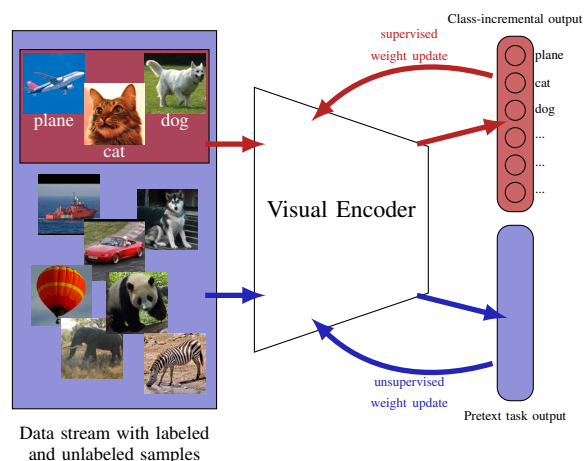 Class-incremental output
supervised
weight update
plane
cat
dog
...
...
...
plane
dog
cat
Visual Encoder
unsupervised
weight update
Pretext task output
Data stream with labeled
and unlabeled samples